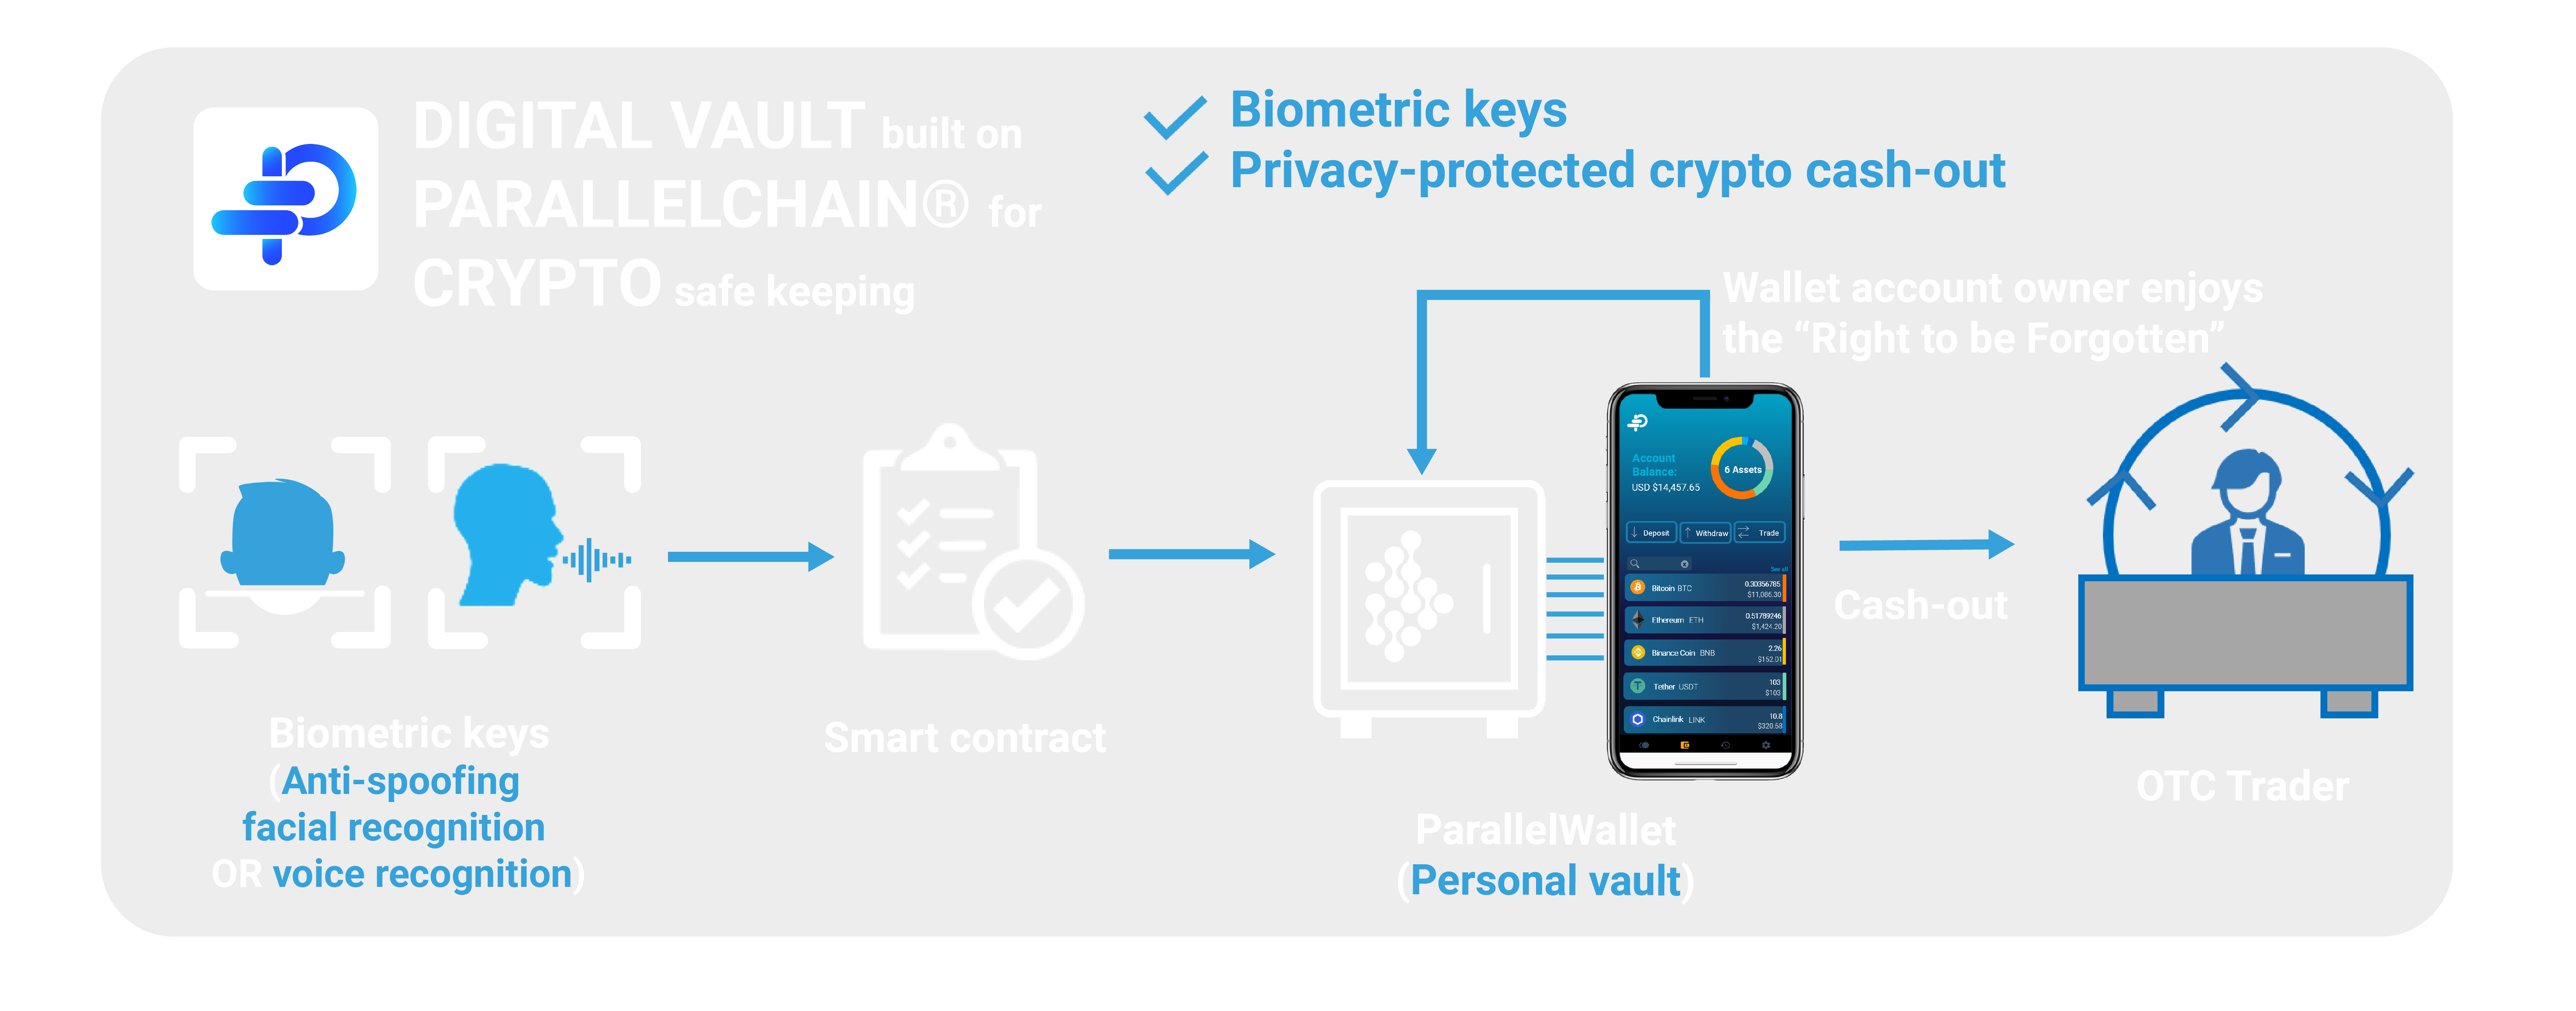 DIGITAL VAULT built on
PARALLELCHAIN® for
CRYPTO safe keeping
Biometric keys
Privacy-protected crypto cash-out
Wallet account owner enjoys
the “Right to be Forgotten”
Biometric keys
(Anti-spoofing
facial recognition
OR voice recognition)
Smart contract
Account
Balance:
USD $14,457.65
6 Assets
Deposit
Withdraw
Trade
See all
Bitcoin BTC
0.30356785
$11,086.30
Ethereum ETH
0.51789246
$1,424.20
Binance Coin BNB
2.26
$152.01
Tether USDT
103
$103
Chainlink LINK
10.8
$320.58
ParallelWallet
(Personal vault)
Cash-out
OTC Trader